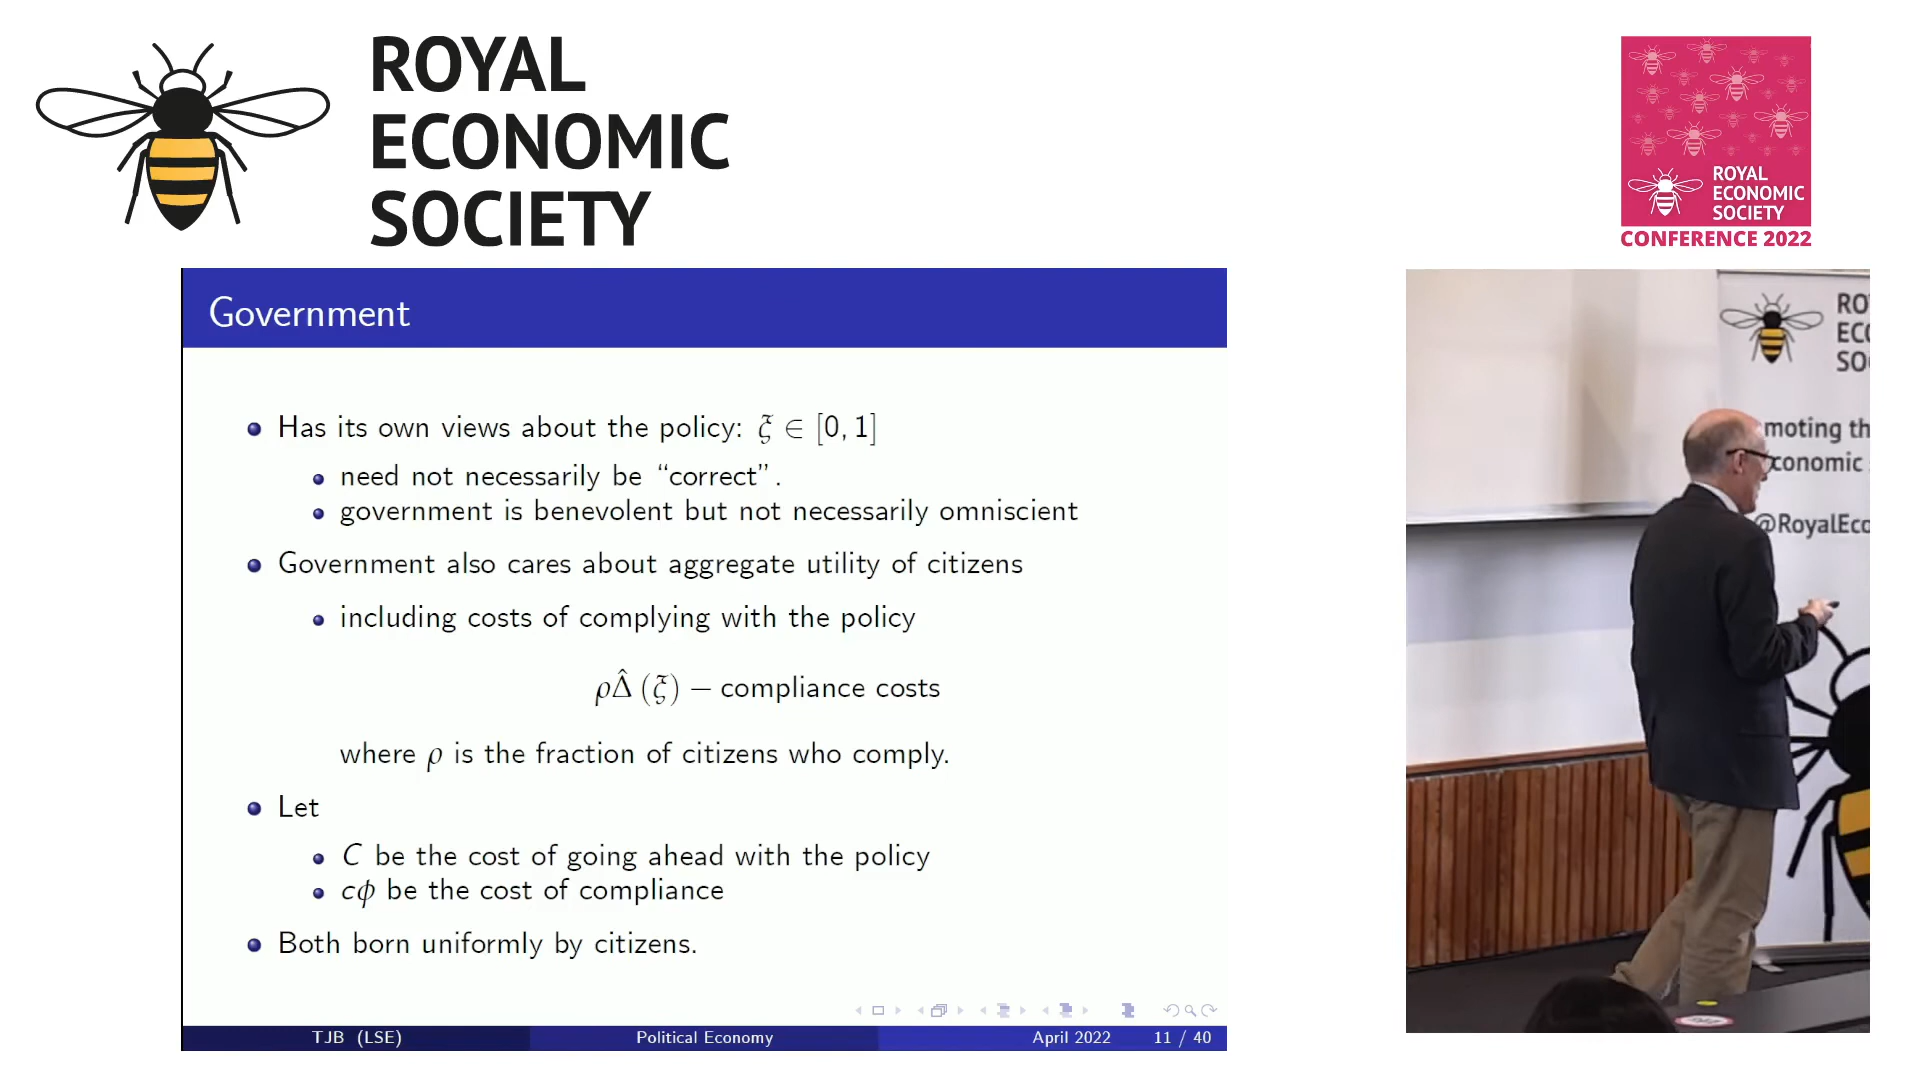 ROYAL
ECONOMIC
SOCIETY
ROYAL
ECONOMIC
SOCIETY
CONFERENCE 2022
Government
Has its own views about the policy: ξ ∈ [0, 1]
need not necessarily be “correct”.
government is benevolent but not necessarily omniscient
Government also cares about aggregate utility of citizens
including costs of complying with the policy
ρΔ̂ (ξ) − compliance costs
where ρ is the fraction of citizens who comply.
Let
C be the cost of going ahead with the policy
cϕ be the cost of compliance
Both born uniformly by citizens.
TJB (LSE) Political Economy April 2022 11 / 40
RO
ECO
SO
moting th
conomic
@RoyalEco